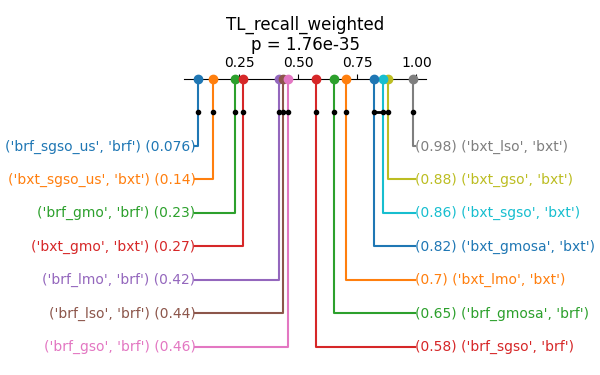 TL_recall_weighted
p = 1.76e-35
0.25 0.50 0.75 1.00
('brf_sgso_us', 'brf') (0.076) (0.98) ('bxt_lso', 'bxt')
('bxt_sgso_us', 'bxt') (0.14) (0.88) ('bxt_gso', 'bxt')
('brf_gmo', 'brf') (0.23) (0.86) ('bxt_sgso', 'bxt')
('bxt_gmo', 'bxt') (0.27) (0.82) ('bxt_gmosa', 'bxt')
('brf_lmo', 'brf') (0.42) (0.7) ('bxt_lmo', 'bxt')
('brf_lso', 'brf') (0.44) (0.65) ('brf_gmosa', 'brf')
('brf_gso', 'brf') (0.46) (0.58) ('brf_sgso', 'brf')